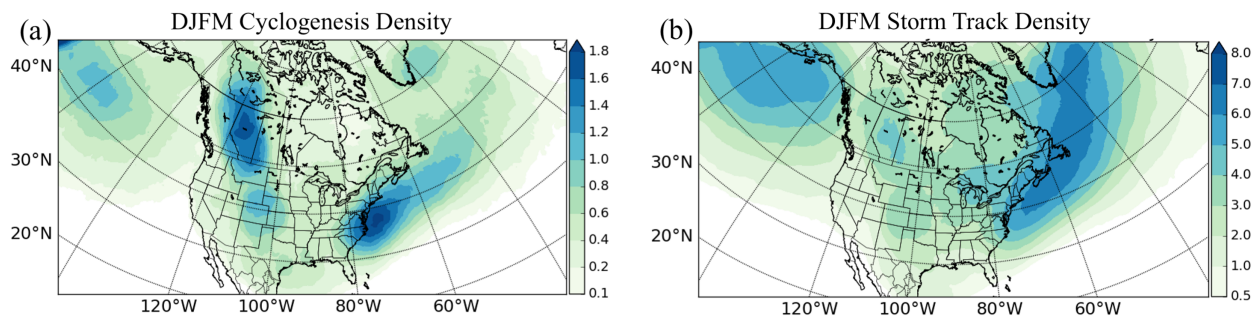 (a)
DJFM Cyclogenesis Density
40°N
30°N
20°N
120°W 100°W 80°W 60°W
1.8
1.6
1.4
1.2
1.0
0.8
0.6
0.4
0.2
0.1
(b)
DJFM Storm Track Density
40°N
30°N
20°N
120°W 100°W 80°W 60°W
8.0
7.0
6.0
5.0
4.0
3.0
2.0
1.0
0.5